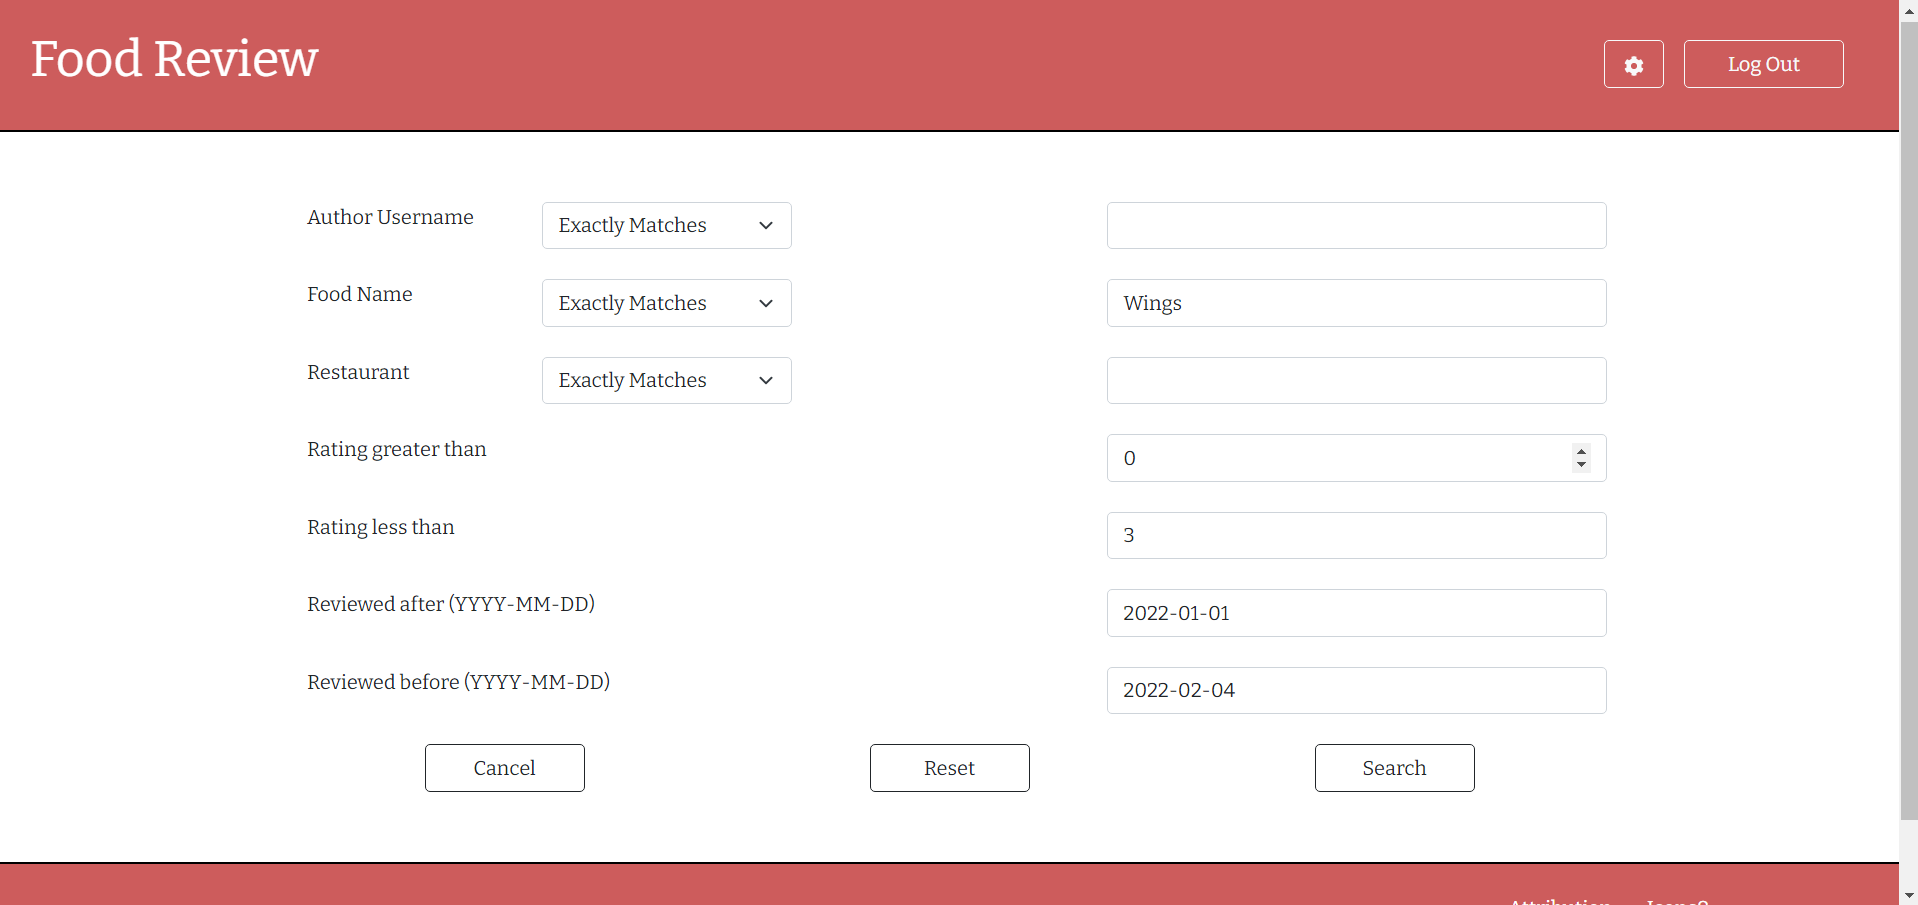 Food Review
Log Out
Author Username Exactly Matches
Food Name Exactly Matches Wings
Restaurant Exactly Matches
Rating greater than 0
Rating less than 3
Reviewed after (YYYY-MM-DD) 2022-01-01
Reviewed before (YYYY-MM-DD) 2022-02-04
Cancel Reset Search
Attribution